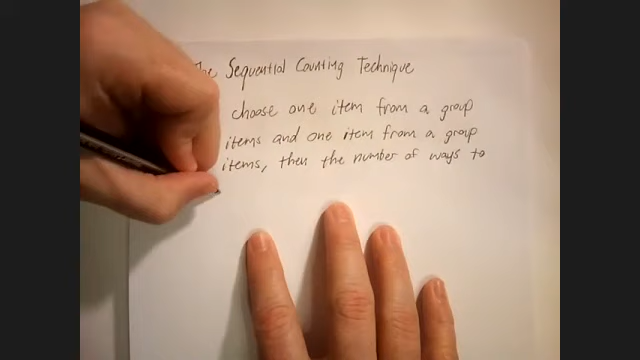 The Sequential Counting Technique
choose one item from a group
items and one item from a group
items, then the number of ways to